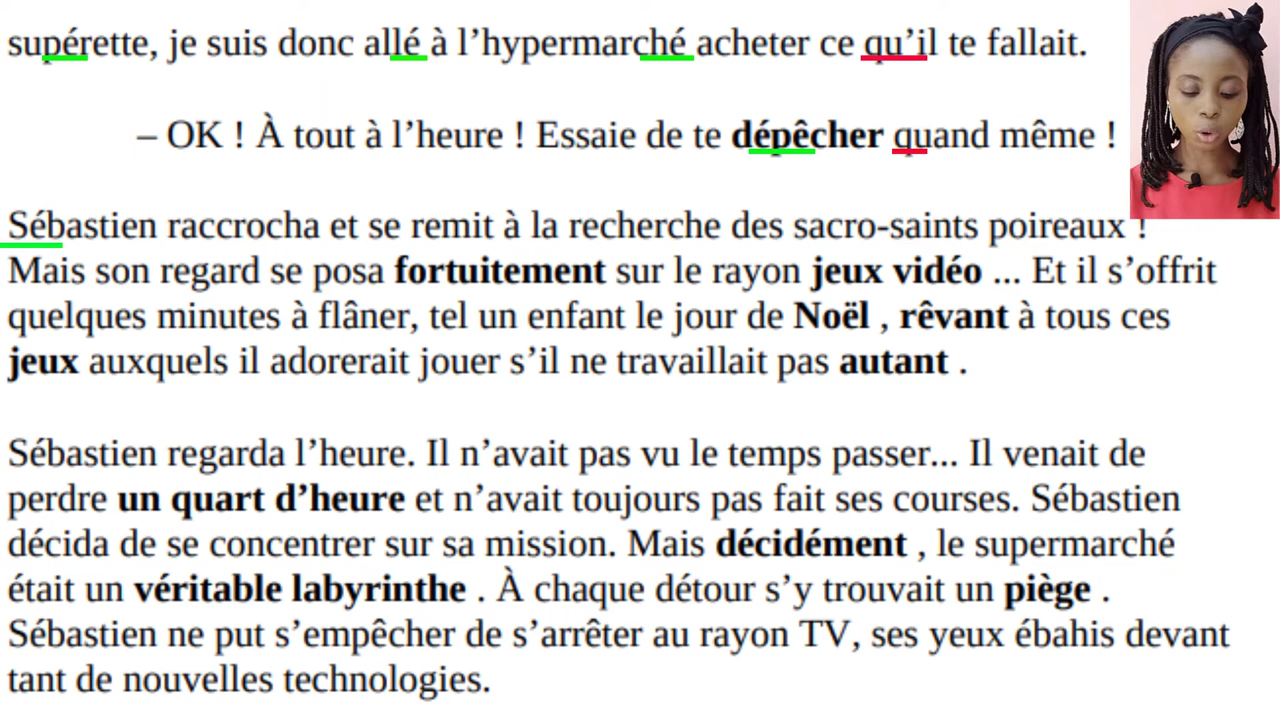 supérette, je suis donc allé à l’hypermarché acheter ce qu’il te fallait.
– OK ! À tout à l’heure ! Essaie de te dépêcher quand même !
Sébastien raccrocha et se remit à la recherche des sacro-saints poireaux !
Mais son regard se posa fortuitement sur le rayon jeux vidéo ... Et il s’offrit
quelques minutes à flâner, tel un enfant le jour de Noël , rêvant à tous ces
jeux auxquels il adorerait jouer s’il ne travaillait pas autant .
Sébastien regarda l’heure. Il n’avait pas vu le temps passer... Il venait de
perdre un quart d’heure et n’avait toujours pas fait ses courses. Sébastien
décida de se concentrer sur sa mission. Mais décidément , le supermarché
était un véritable labyrinthe . À chaque détour s’y trouvait un piège .
Sébastien ne put s’empêcher de s’arrêter au rayon TV, ses yeux ébahis devant
tant de nouvelles technologies.